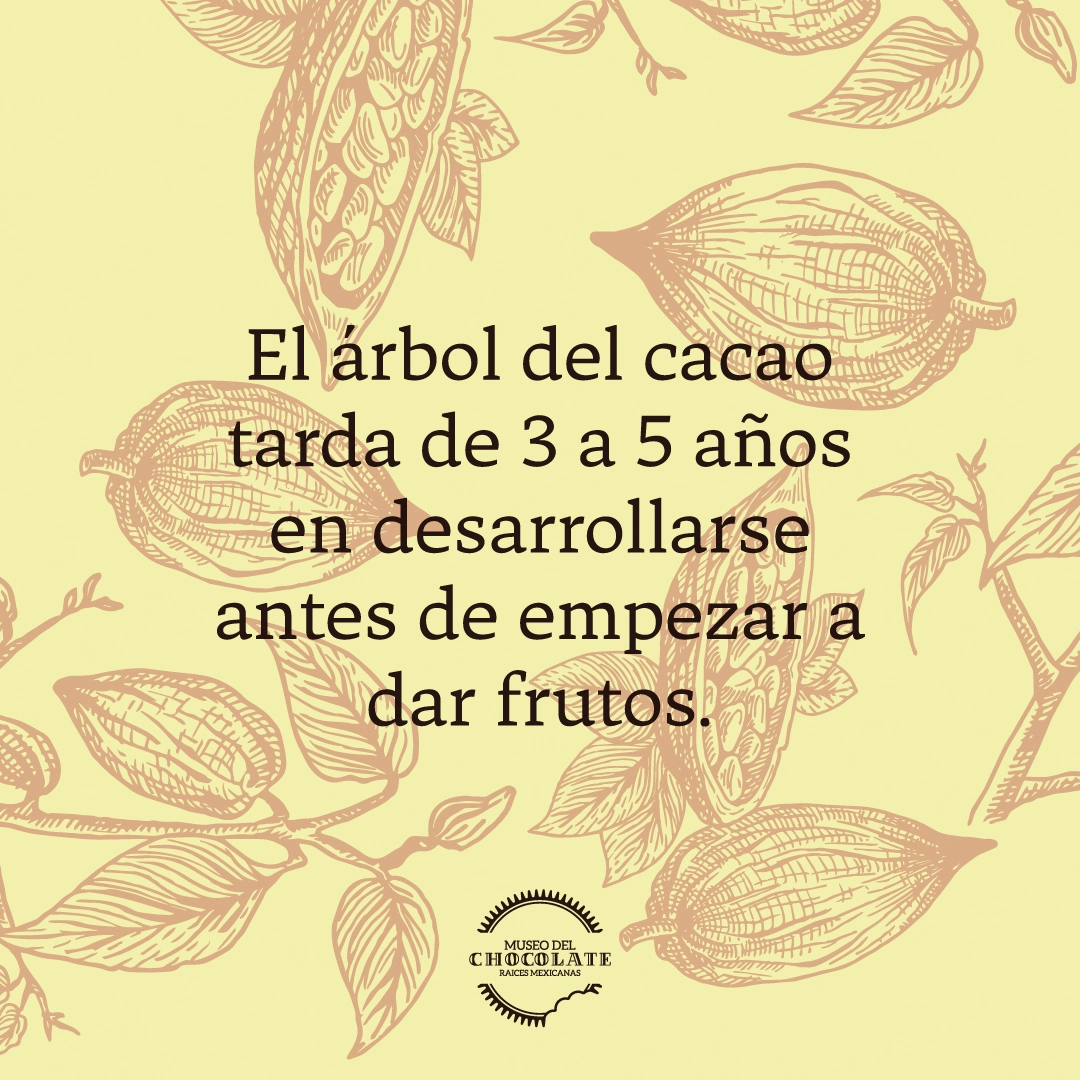 El árbol del cacao
tarda de 3 a 5 años
en desarrollarse
antes de empezar a
dar frutos.
MUSEO DEL
CHOCOLATE
RAICES MEXICANAS